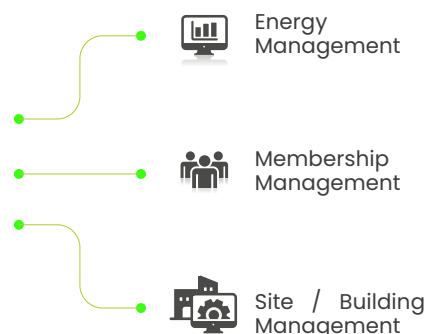 Energy
Management
Membership
Management
Site / Building
Management